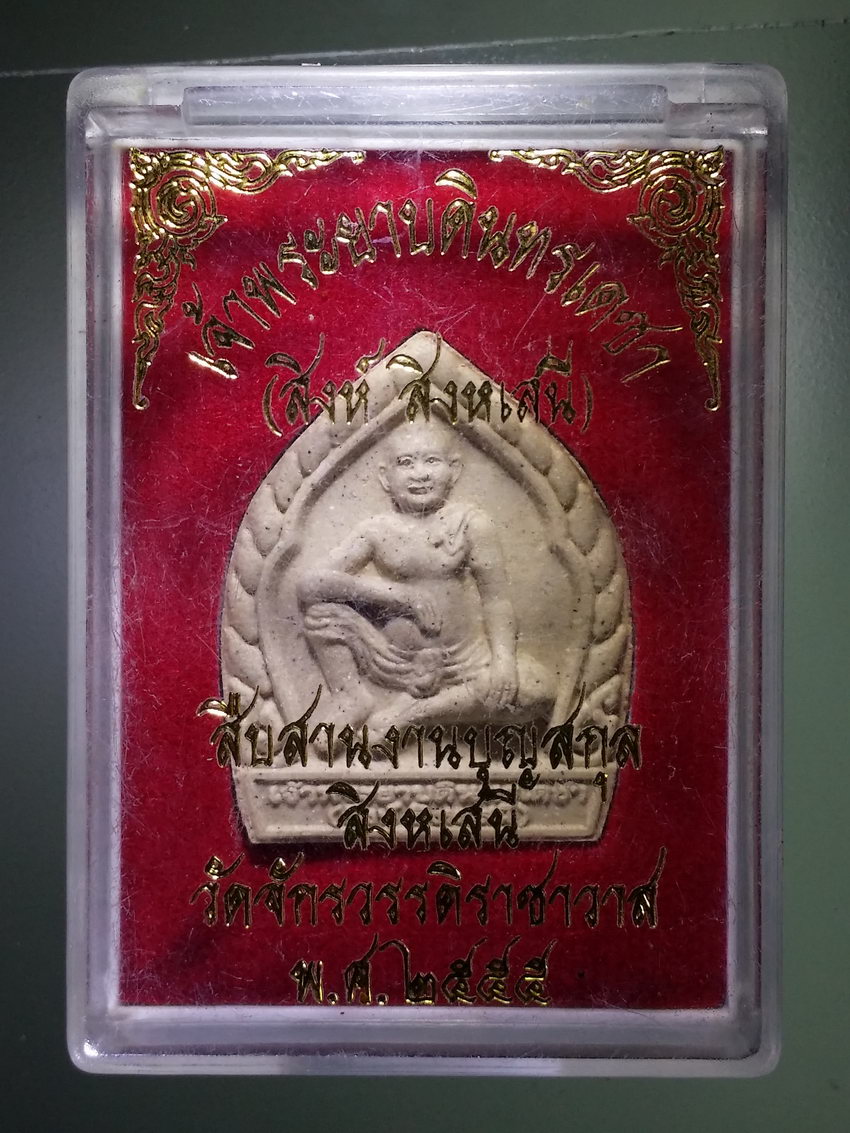 เจ้าพระยาบดินทรเดชา
(สิงห์ สิงหเสนี)
สืบสานงานบุญสกุล
สิงหเสนี
วัดจักรวรรดิราชาวาส
พ.ศ.๒๕๕๕